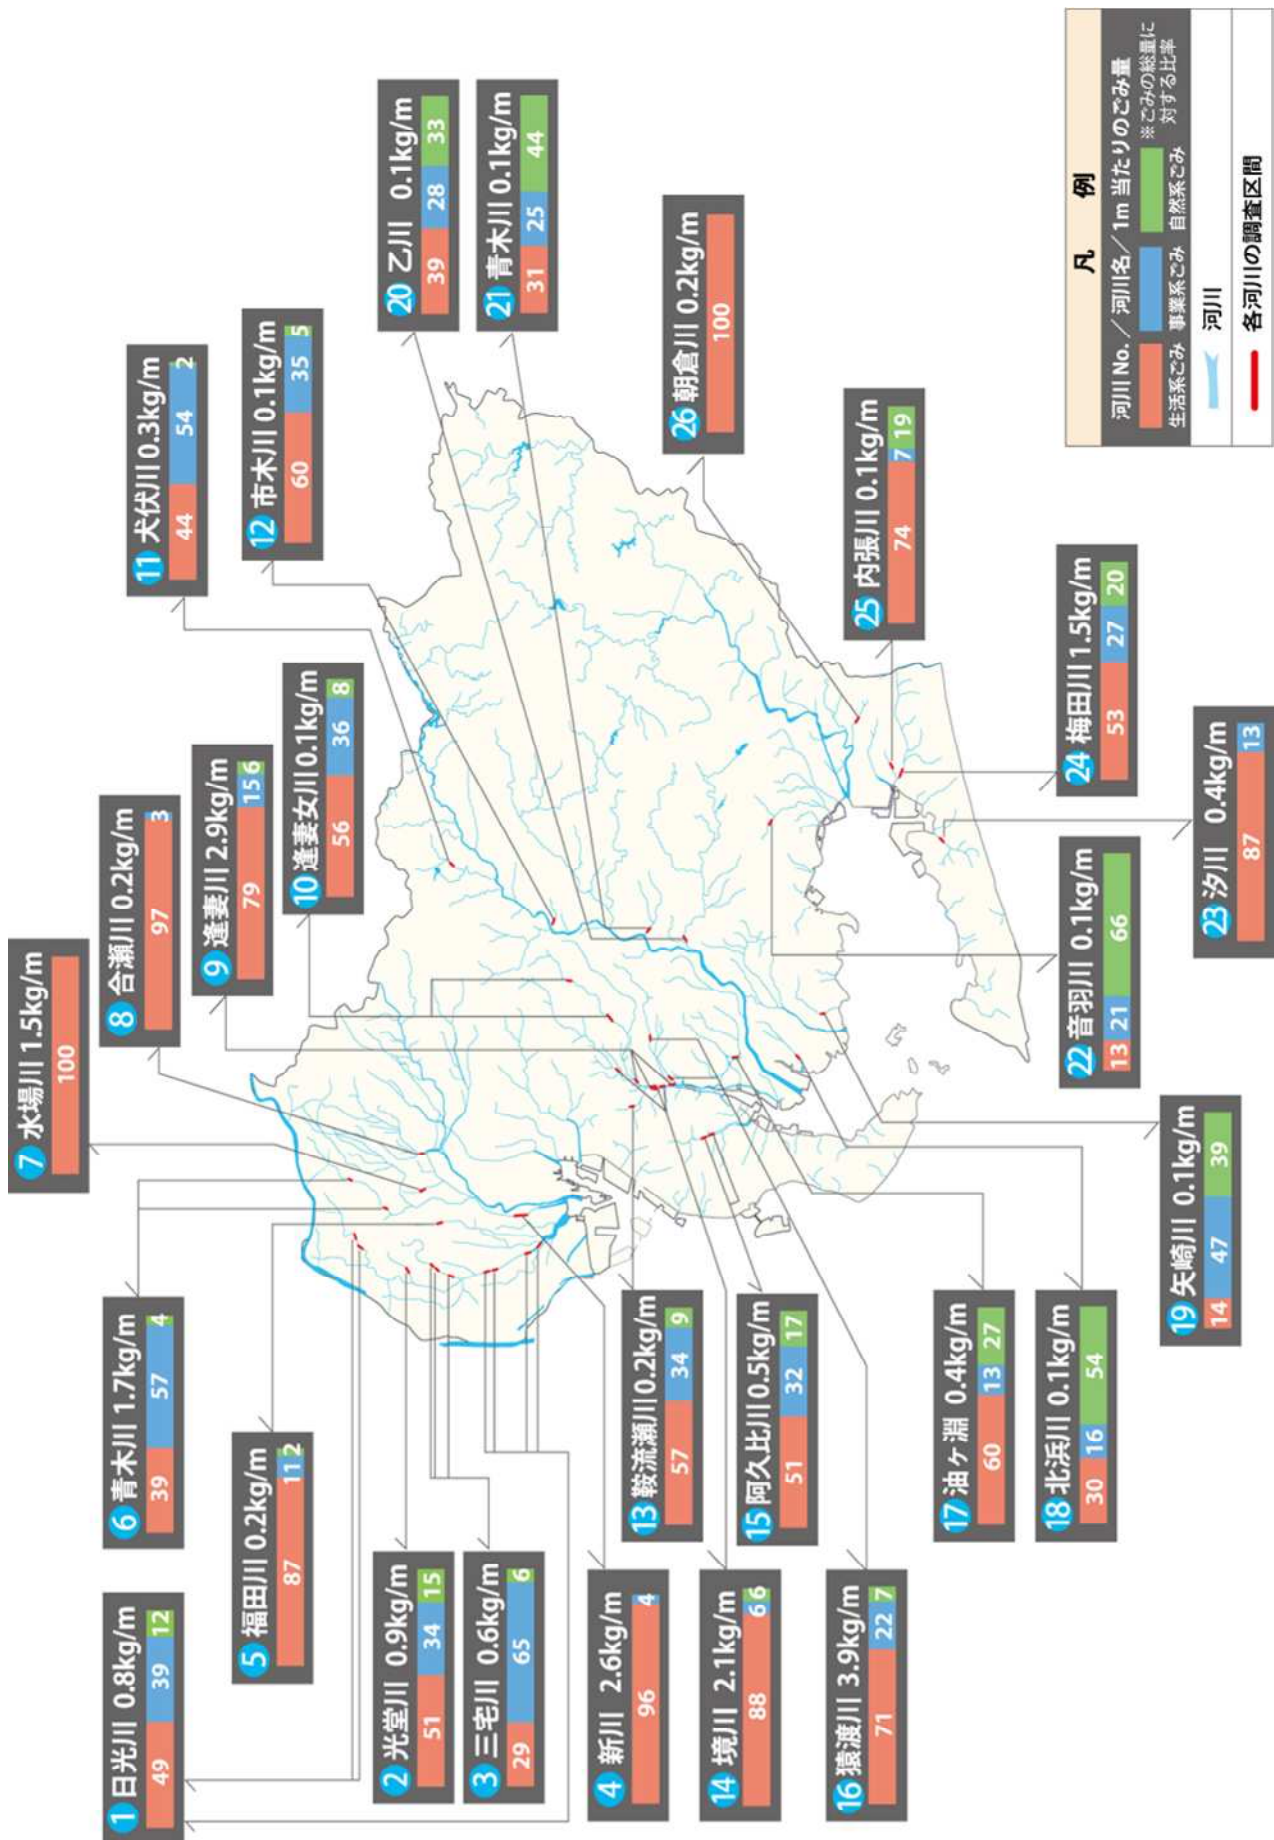 7 水場川 1.5kg/m
100
8 合瀬川 0.2kg/m
97 3
9 逢妻川 2.9kg/m
79 15 6
10 逢妻女川 0.1kg/m
56 36 8
11 犬伏川 0.3kg/m
44 54 2
12 市木川 0.1kg/m
60 35 5
20 乙川 0.1kg/m
39 28 33
21 青木川 0.1kg/m
31 25 44
26 朝倉川 0.2kg/m
100
25 内張川 0.1kg/m
74 7 19
24 梅田川 1.5kg/m
53 27 20
23 汐川 0.4kg/m
87 13
22 音羽川 0.1kg/m
13 21 66
19 矢崎川 0.1kg/m
14 47 39
18 北浜川 0.1kg/m
30 16 54
17 油ヶ淵 0.4kg/m
60 13 27
16 猿渡川 3.9kg/m
71 22 7
15 阿久比川 0.5kg/m
51 32 17
14 境川 2.1kg/m
88 6 6
13 鞍流瀬川 0.2kg/m
57 34 9
4 新川 2.6kg/m
96 4
3 三宅川 0.6kg/m
29 65 6
2 光堂川 0.9kg/m
51 34 15
5 福田川 0.2kg/m
87 11 2
6 青木川 1.7kg/m
39 57 4
1 日光川 0.8kg/m
49 39 12
凡 例
河川 No. / 河川名 / 1m 当たりのごみ量
※ごみの総量に
対する比率
生活系ごみ 事業系ごみ 自然系ごみ
河川
各河川の調査区間